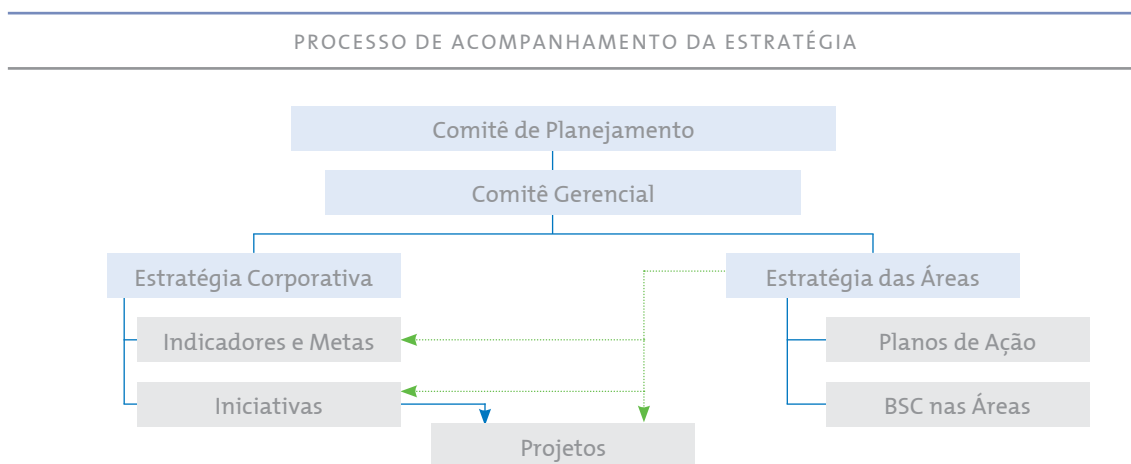 PROCESSO DE ACOMPANHAMENTO DA ESTRATÉGIA
Comitê de Planejamento
Comitê Gerencial
Estratégia Corporativa
Estratégia das Áreas
Indicadores e Metas
Planos de Ação
Iniciativas
BSC nas Áreas
Projetos